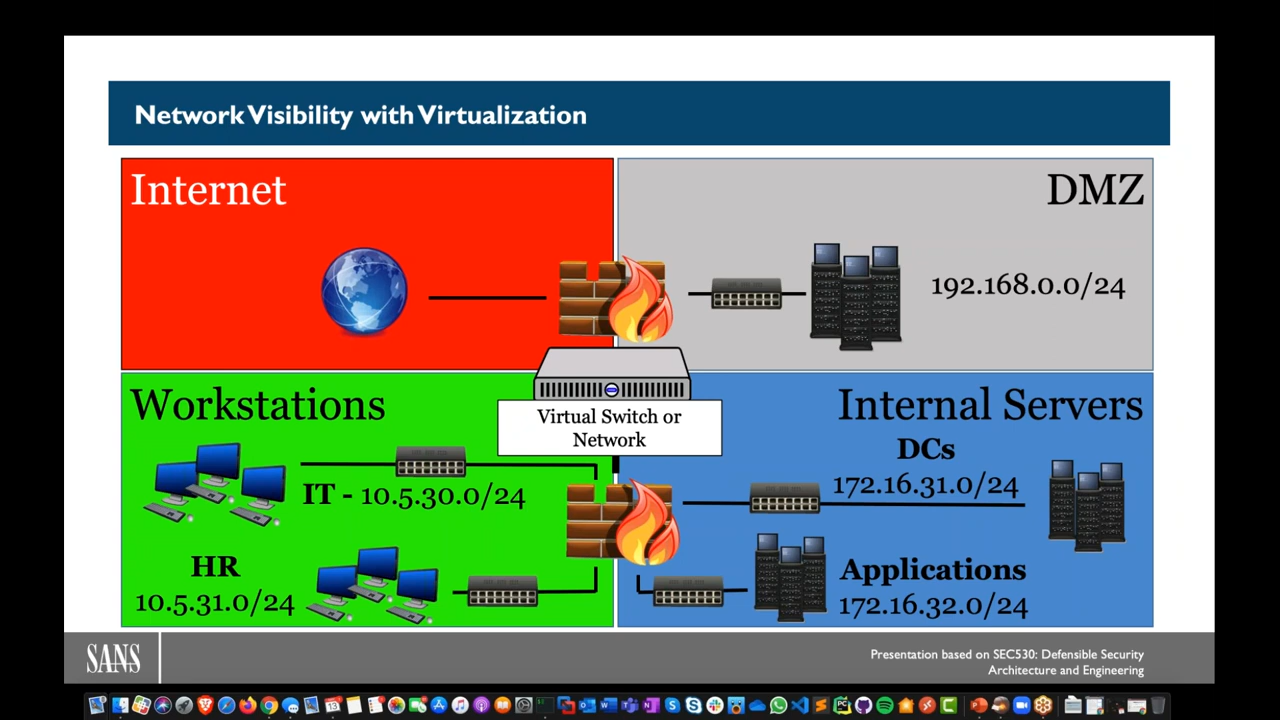 Network Visibility with Virtualization
Internet
DMZ
192.168.0.0/24
Workstations
Virtual Switch or
Network
Internal Servers
DCs
172.16.31.0/24
IT - 10.5.30.0/24
HR
10.5.31.0/24
Applications
172.16.32.0/24
SANS
Presentation based on SEC530: Defensible Security
Architecture and Engineering